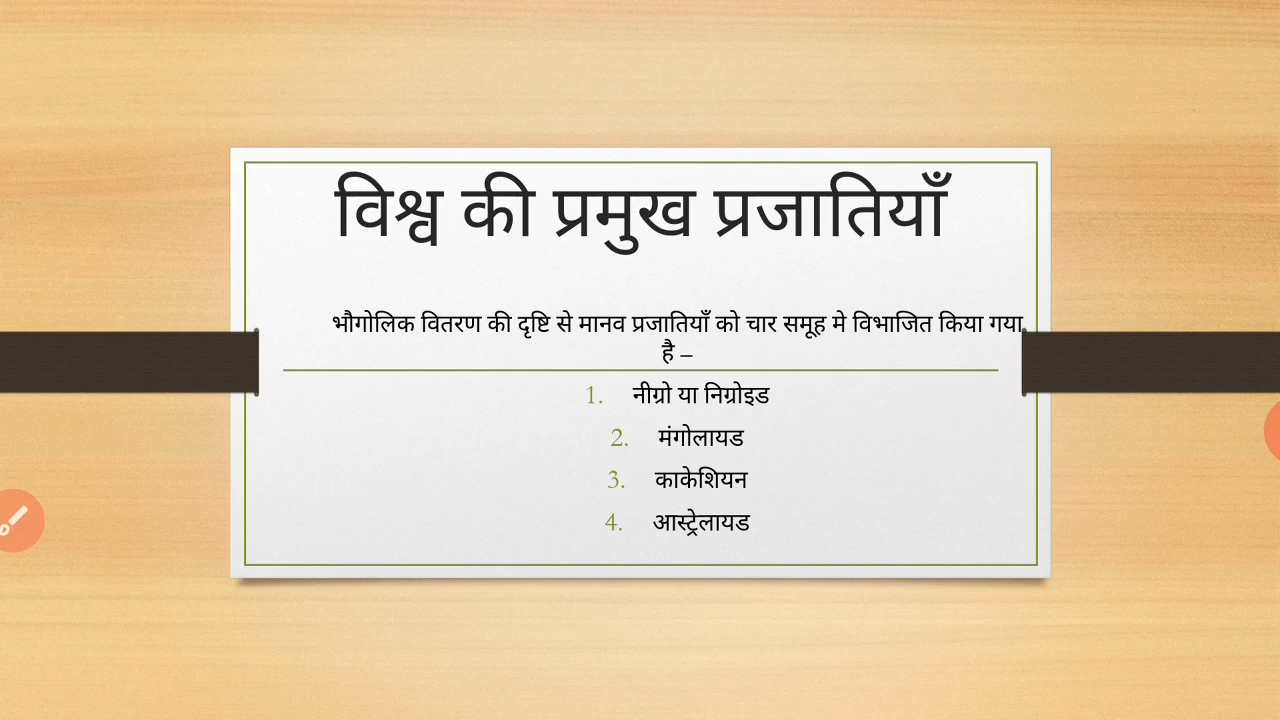 विश्व की प्रमुख प्रजातियाँ
भौगोलिक वितरण की दृष्टि से मानव प्रजातियाँ को चार समूह मे विभाजित किया गया
है –
1. नीग्रो या निग्रोइड
2. मंगोलायड
3. काकेशियन
4. आस्ट्रेलायड